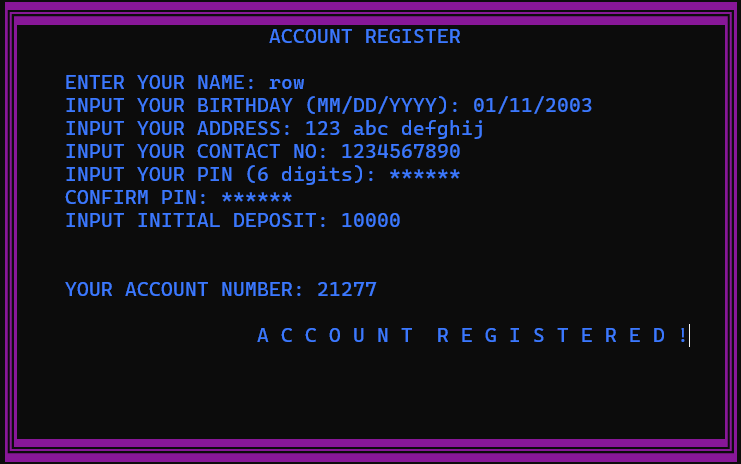 ACCOUNT REGISTER
ENTER YOUR NAME: row
INPUT YOUR BIRTHDAY (MM/DD/YYYY): 01/11/2003
INPUT YOUR ADDRESS: 123 abc defghij
INPUT YOUR CONTACT NO: 1234567890
INPUT YOUR PIN (6 digits): ******
CONFIRM PIN: ******
INPUT INITIAL DEPOSIT: 10000
YOUR ACCOUNT NUMBER: 21277
A C C O U N T  R E G I S T E R E D !